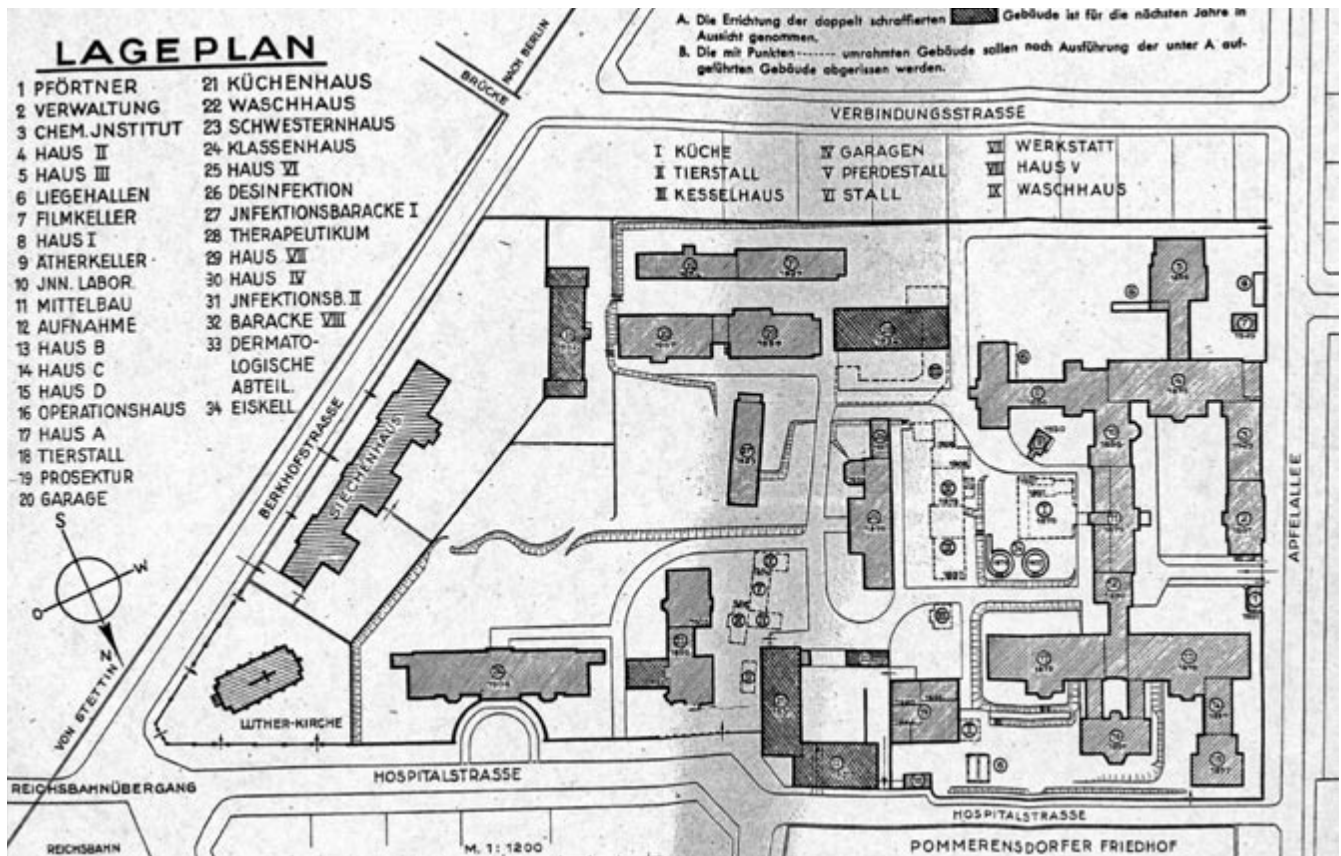 A. Die Errichtung der doppelt schraffierten Gebäude ist für die nächsten Jahre in
Aussicht genommen.
B. Die mit Punkten ........ umrahmten Gebäude sollen nach Ausführung der unter A auf-
geführten Gebäude abgerissen werden.
LAGEPLAN
1 PFÖRTNER
2 VERWALTUNG
3 CHEM. JNSTITUT
4 HAUS II
5 HAUS III
6 LIEGEHALLEN
7 FILMKELLER
8 HAUS I
9 ÄTHERKELLER
10 JNN. LABOR.
11 MITTELBAU
12 AUFNAHME
13 HAUS B
14 HAUS C
15 HAUS D
16 OPERATIONSHAUS
17 HAUS A
18 TIERSTALL
19 PROSEKTUR
20 GARAGE
21 KÜCHENHAUS
22 WASCHHAUS
23 SCHWESTERNHAUS
24 KLASSENHAUS
25 HAUS VI
26 DESINFEKTION
27 JNFEKTIONSBARACKE I
28 THERAPEUTIKUM
29 HAUS VII
30 HAUS IV
31 JNFEKTIONSB. II
32 BARACKE VIII
33 DERMATO-
LOGISCHE
ABTEIL.
34 EISKELL.
BRÜCKE
NACH BERLIN
VERBINDUNGSSTRASSE
I KÜCHE
II TIERSTALL
III KESSELHAUS
IV GARAGEN
V PFERDESTALL
VI STALL
VII WERKSTATT
VIII HAUS V
IX WASCHHAUS
BERKHOFSTRASSE
SIECHENHAUS
APFELALLEE
S
W
O
N
VON STETTIN
LUTHER-KIRCHE
REICHSBAHNÜBERGANG
HOSPITALSTRASSE
HOSPITALSTRASSE
REICHSBAHN
M. 1:1200
POMMERENSDORFER FRIEDHOF